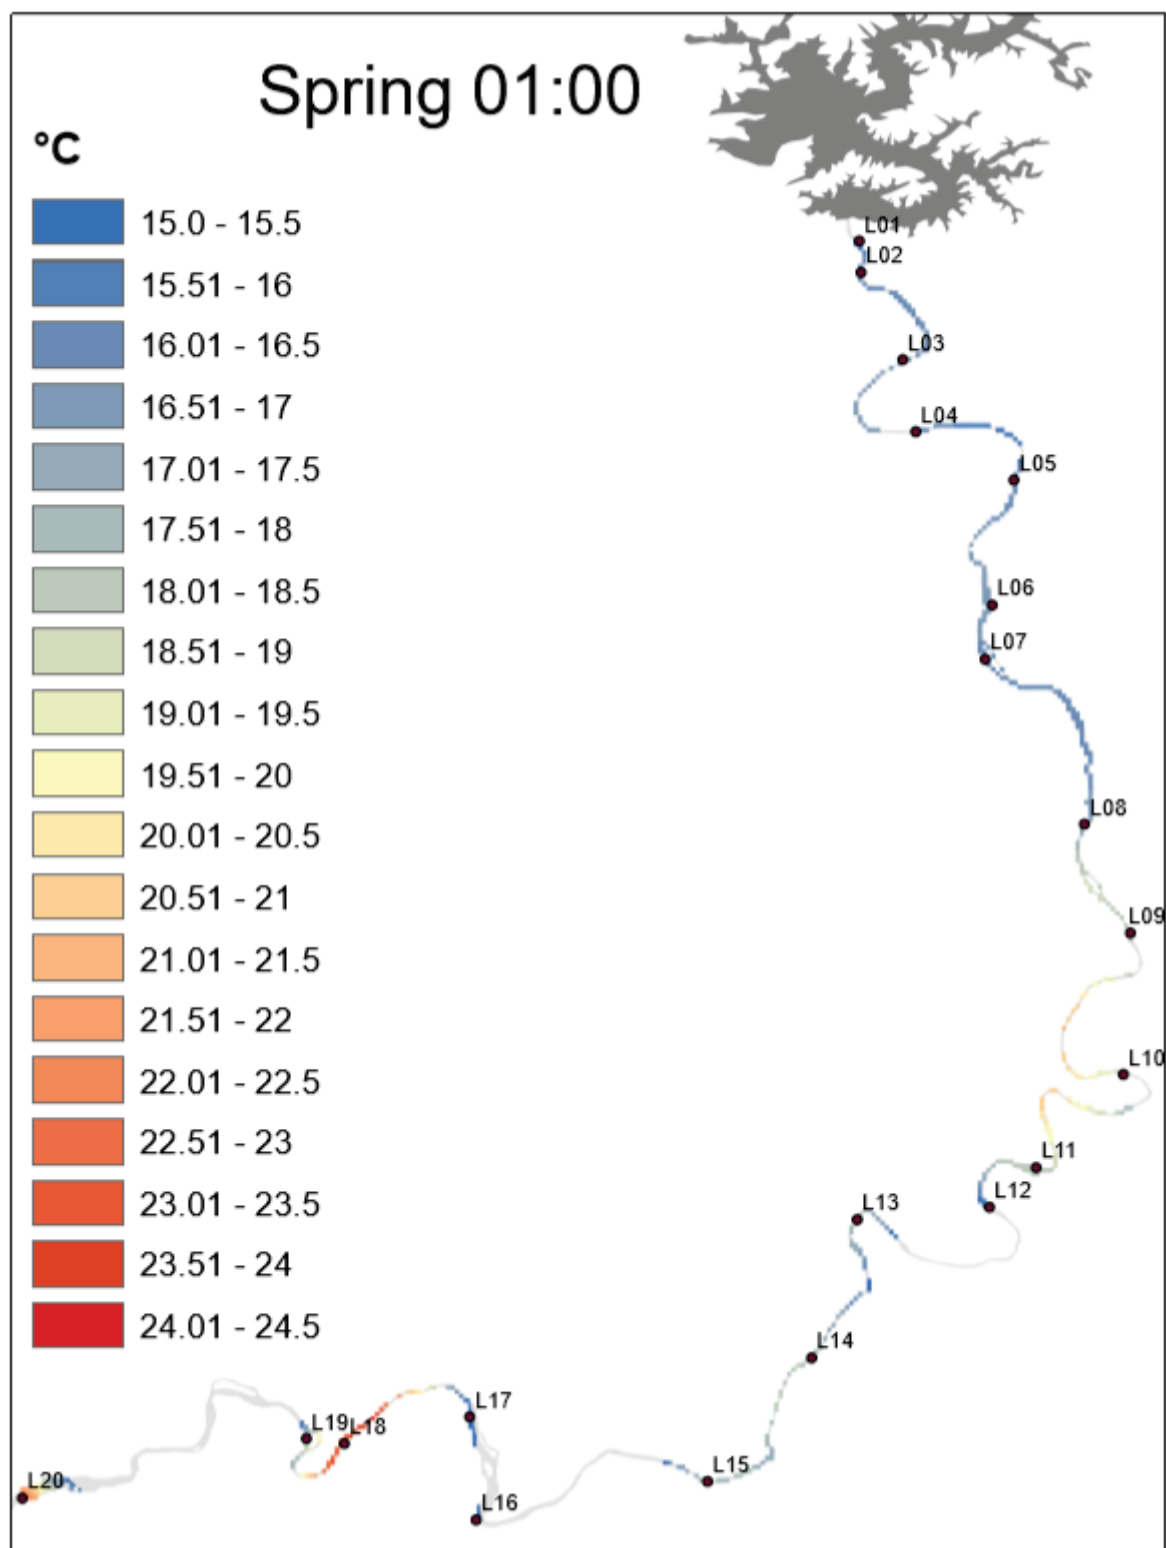 Spring 01:00
°C
15.0 - 15.5
15.51 - 16
16.01 - 16.5
16.51 - 17
17.01 - 17.5
17.51 - 18
18.01 - 18.5
18.51 - 19
19.01 - 19.5
19.51 - 20
20.01 - 20.5
20.51 - 21
21.01 - 21.5
21.51 - 22
22.01 - 22.5
22.51 - 23
23.01 - 23.5
23.51 - 24
24.01 - 24.5
L01
L02
L03
L04
L05
L06
L07
L08
L09
L10
L11
L12
L13
L14
L15
L16
L17
L18
L19
L20